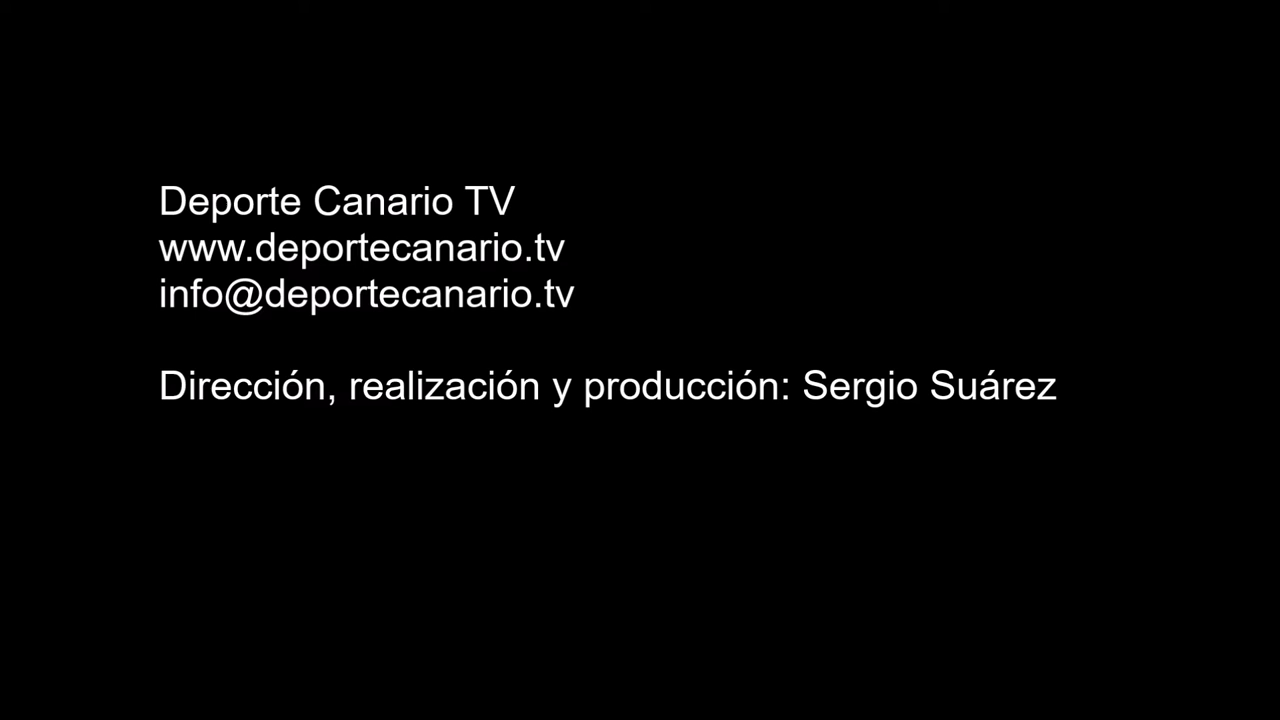 Deporte Canario TV
www.deportecanario.tv
info@deportecanario.tv
Dirección, realización y producción: Sergio Suárez